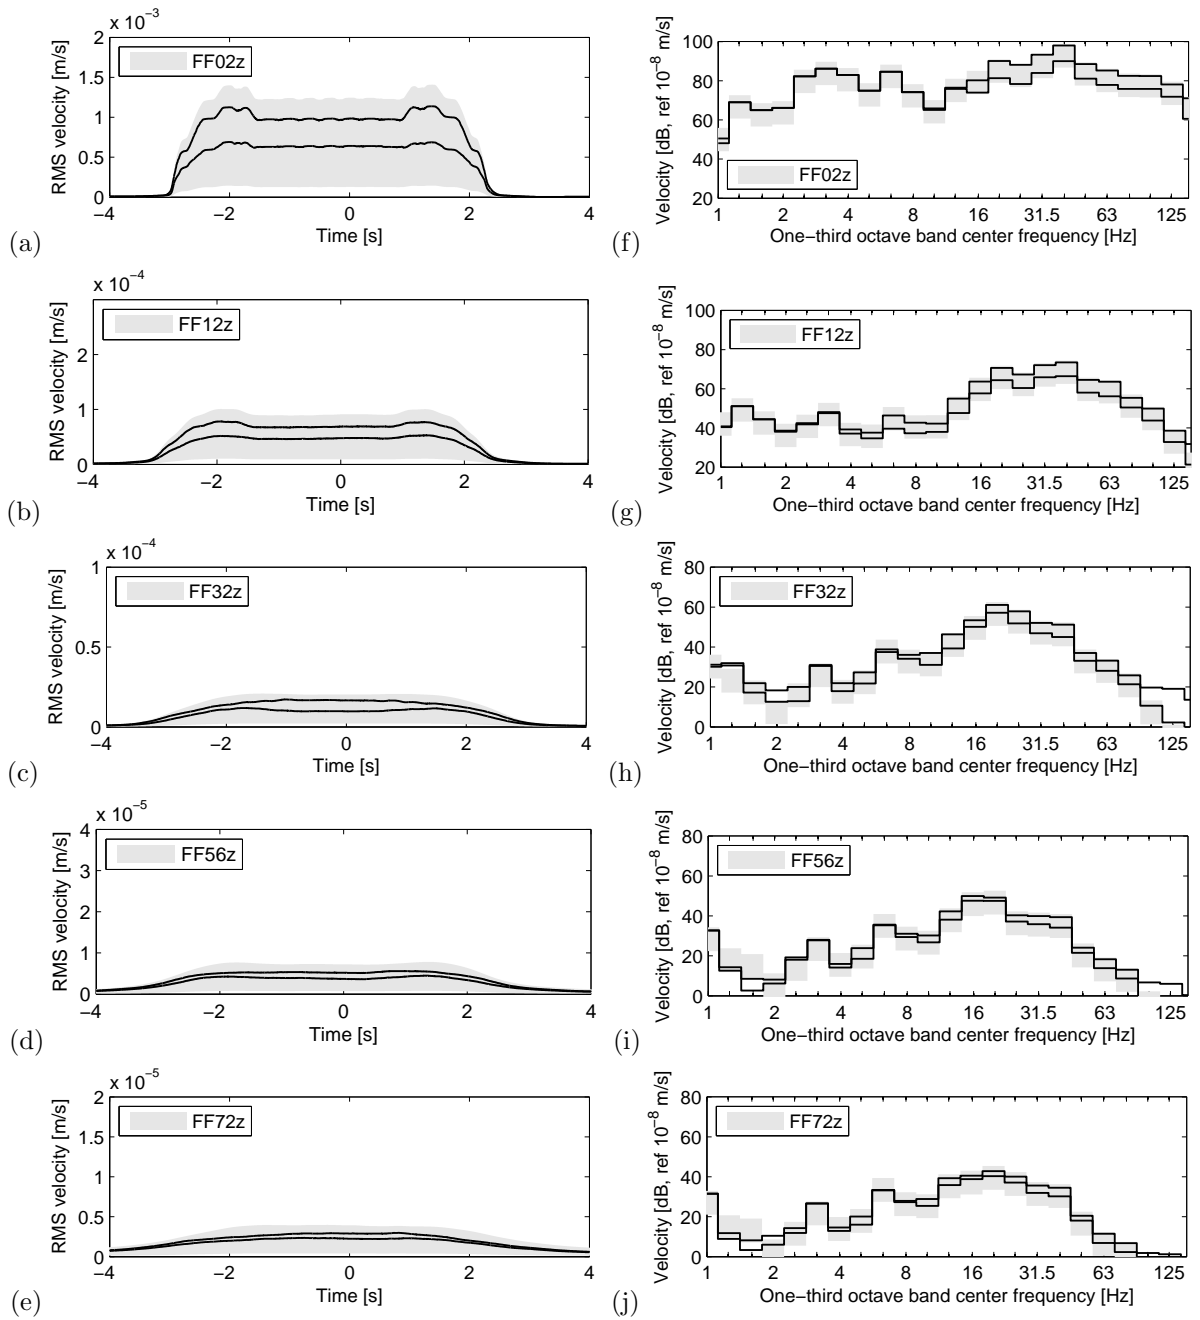 x 10⁻³
2
1.5
1
0.5
0
RMS velocity [m/s]
FF02z
−4 −2 0 2 4
Time [s]
(a)
100
80
60
40
20
Velocity [dB, ref 10⁻⁸ m/s]
FF02z
1 2 4 8 16 31.5 63 125
One−third octave band center frequency [Hz]
(f)
x 10⁻⁴
4
2
1
0
RMS velocity [m/s]
FF12z
−4 −2 0 2 4
Time [s]
(b)
100
80
60
40
20
Velocity [dB, ref 10⁻⁸ m/s]
FF12z
1 2 4 8 16 31.5 63 125
One−third octave band center frequency [Hz]
(g)
x 10⁻⁴
1
0.5
0
RMS velocity [m/s]
FF32z
−4 −2 0 2 4
Time [s]
(c)
80
60
40
20
0
Velocity [dB, ref 10⁻⁸ m/s]
FF32z
1 2 4 8 16 31.5 63 125
One−third octave band center frequency [Hz]
(h)
x 10⁻⁵
4
3
2
1
0
RMS velocity [m/s]
FF56z
−4 −2 0 2 4
Time [s]
(d)
80
60
40
20
0
Velocity [dB, ref 10⁻⁸ m/s]
FF56z
1 2 4 8 16 31.5 63 125
One−third octave band center frequency [Hz]
(i)
x 10⁻⁵
2
1.5
1
0.5
0
RMS velocity [m/s]
FF72z
−4 −2 0 2 4
Time [s]
(e)
80
60
40
20
0
Velocity [dB, ref 10⁻⁸ m/s]
FF72z
1 2 4 8 16 31.5 63 125
One−third octave band center frequency [Hz]
(j)